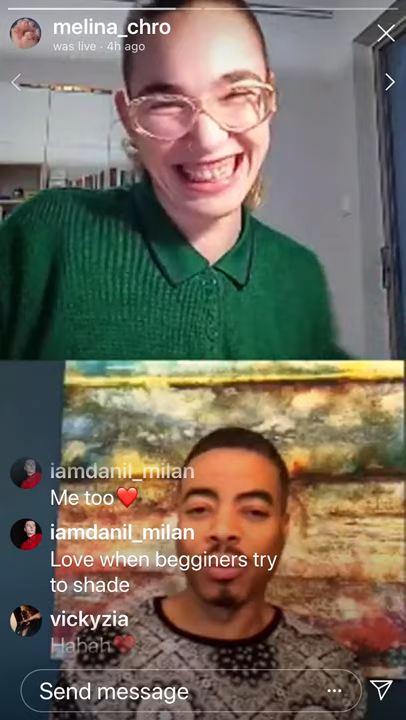 melina_chro
was live · 4h ago
iamdanil_milan
Me too❤️
iamdanil_milan
Love when begginers try
to shade
vickyzia
Hahah❤️
Send message